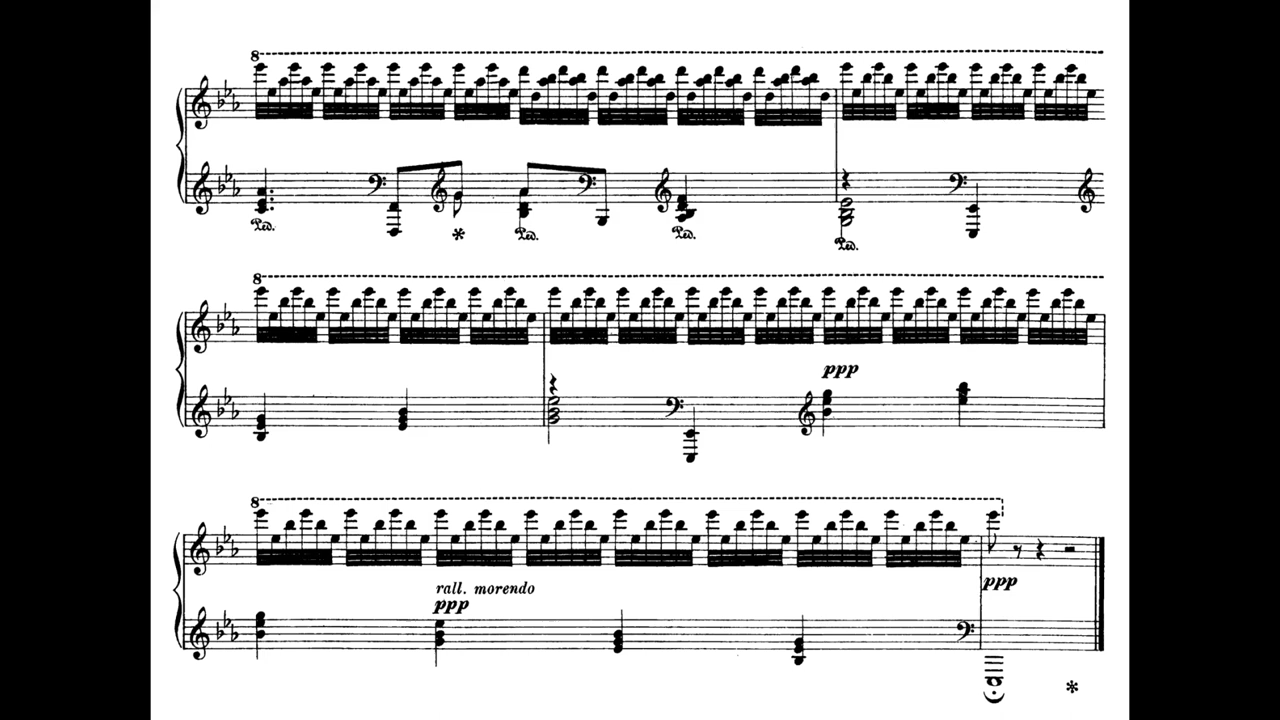 8
Ped. * Ped. Ped. Ped.
8
ppp
8
rall. morendo
ppp ppp
*